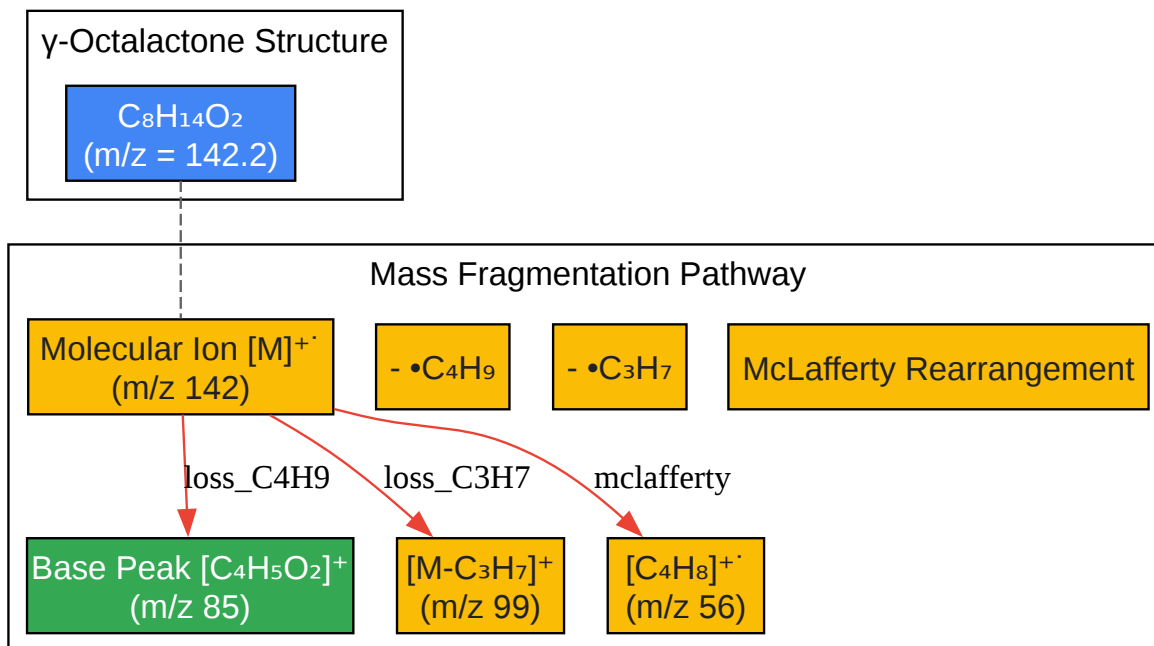 γ-Octalactone Structure
C₈H₁₄O₂
(m/z = 142.2)
Mass Fragmentation Pathway
Molecular Ion [M]⁺˙
(m/z 142)
- •C₄H₉
- •C₃H₇
McLafferty Rearrangement
loss_C4H9
loss_C3H7
mclafferty
Base Peak [C₄H₅O₂]⁺
(m/z 85)
[M-C₃H₇]⁺
(m/z 99)
[C₄H₈]⁺˙
(m/z 56)